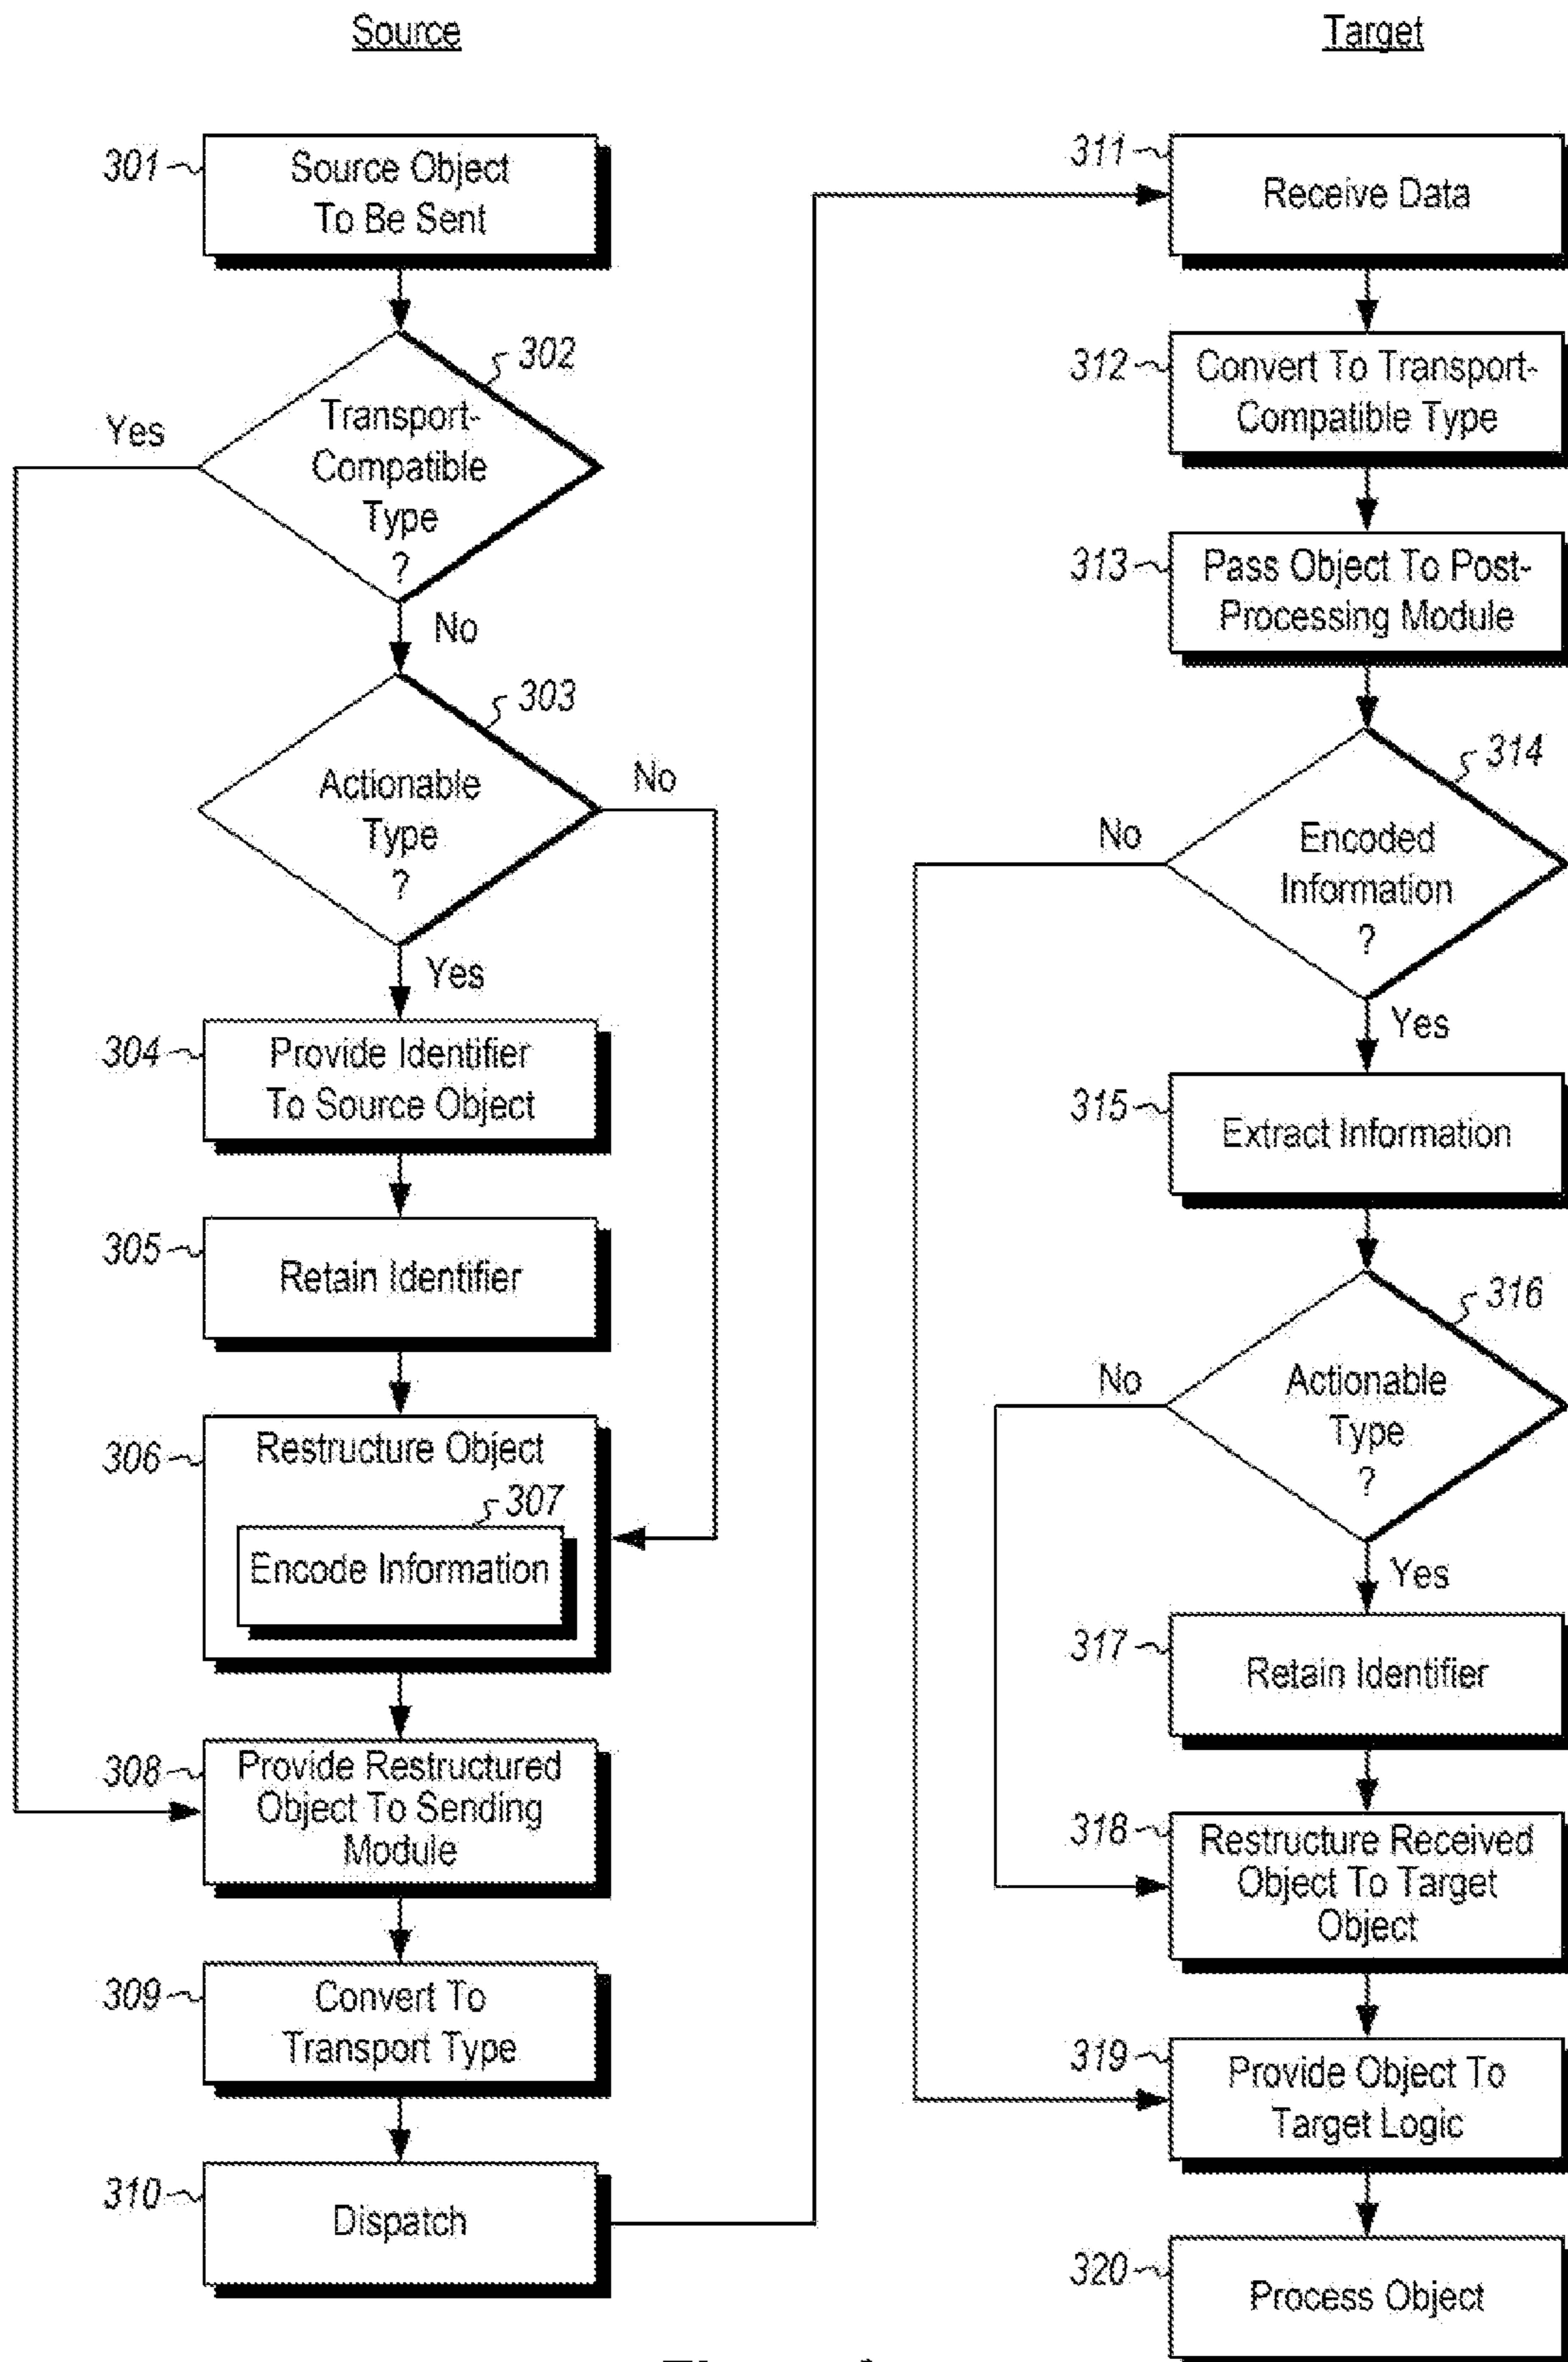 Source
301
Source Object
To Be Sent
302
Transport-
Compatible
Type
?
Yes
No
303
Actionable
Type
?
No
Yes
304
Provide Identifier
To Source Object
305
Retain Identifier
306
Restructure Object
307
Encode Information
308
Provide Restructured
Object To Sending
Module
309
Convert To
Transport Type
310
Dispatch
Target
311
Receive Data
312
Convert To Transport-
Compatible Type
313
Pass Object To Post-
Processing Module
314
Encoded
Information
?
No
Yes
315
Extract Information
316
Actionable
Type
?
No
Yes
317
Retain Identifier
318
Restructure Received
Object To Target
Object
319
Provide Object To
Target Logic
320
Process Object